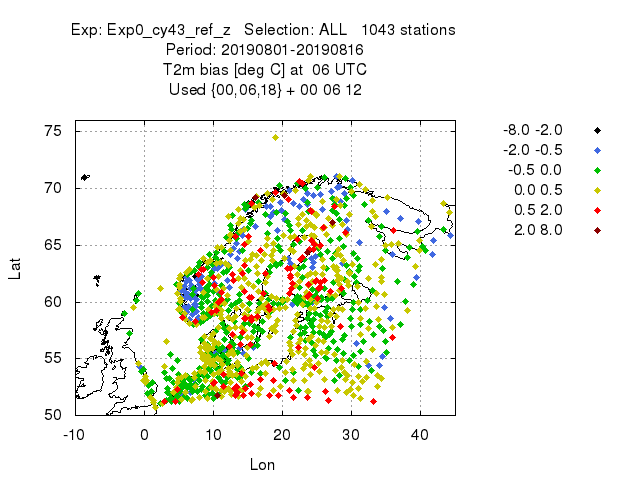 Exp: Exp0_cy43_ref_z   Selection: ALL   1043 stations
Period: 20190801-20190816
T2m bias [deg C] at  06 UTC
Used {00,06,18} + 00 06 12
-8.0 -2.0
-2.0 -0.5
-0.5 0.0
0.0 0.5
0.5 2.0
2.0 8.0
75
70
65
60
55
50
Lat
-10 0 10 20 30 40
Lon